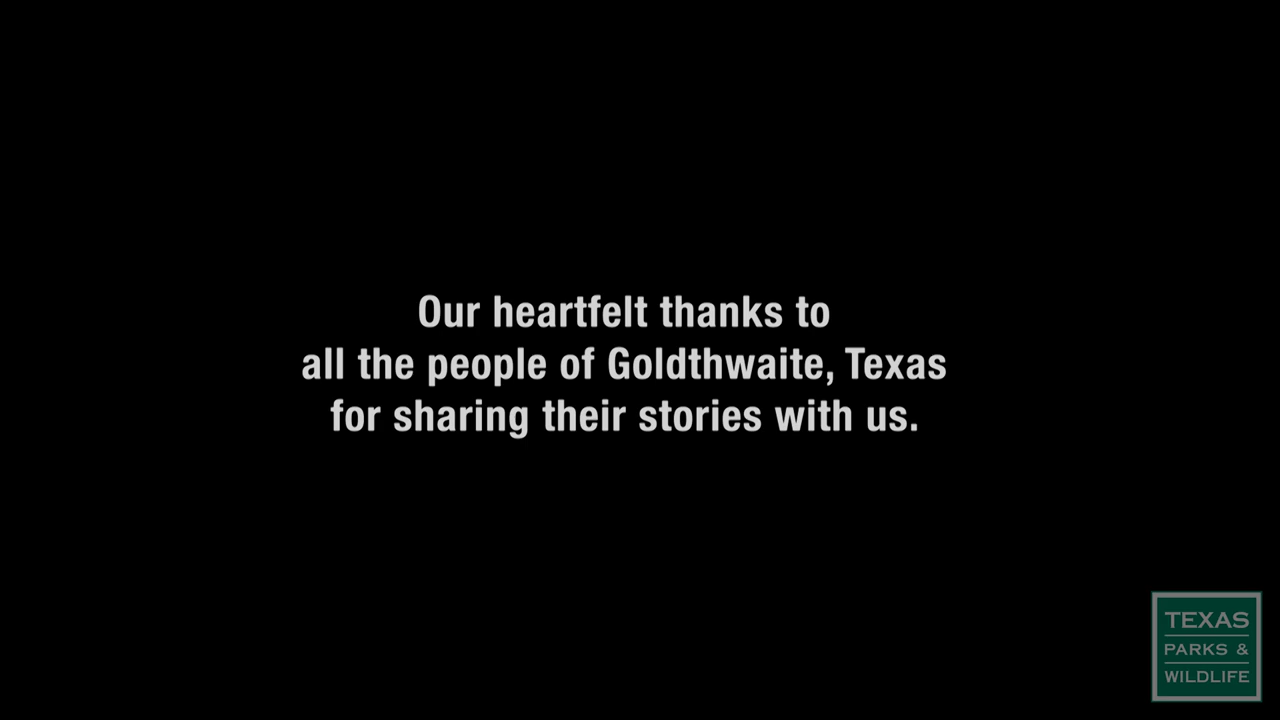 Our heartfelt thanks to
all the people of Goldthwaite, Texas
for sharing their stories with us.
TEXAS
PARKS &
WILDLIFE